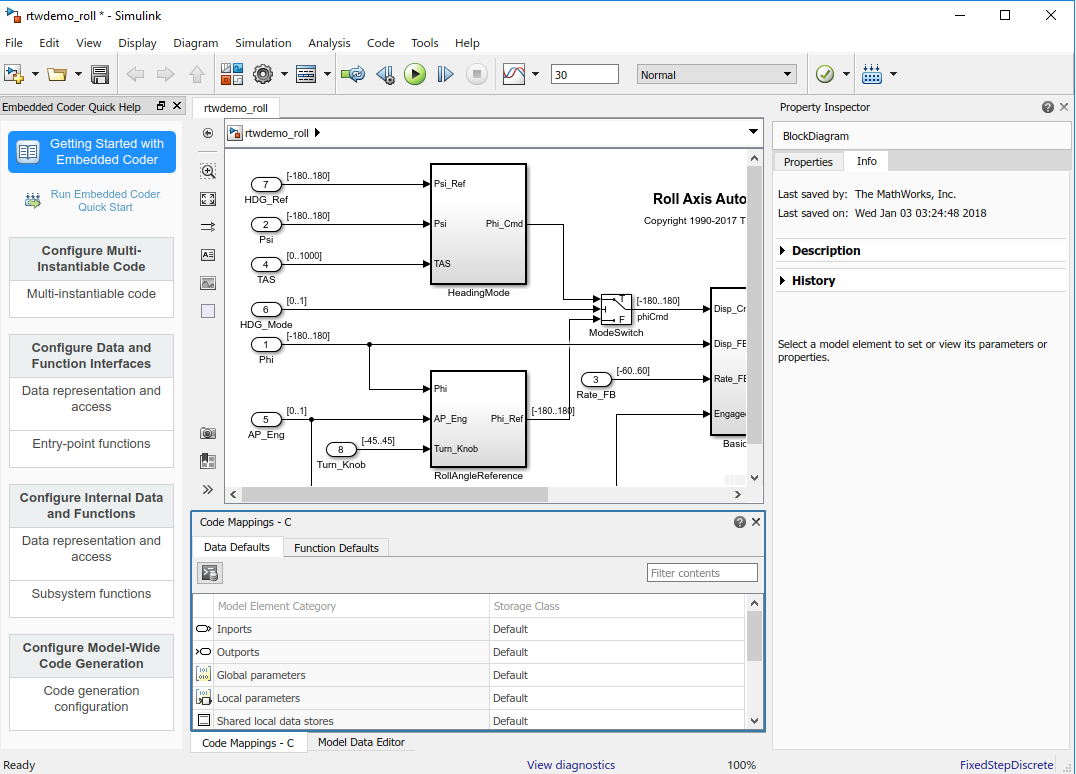 rtwdemo_roll * - Simulink
File Edit View Display Diagram Simulation Analysis Code Tools Help
30
Normal
Embedded Coder Quick Help
Getting Started with
Embedded Coder
Run Embedded Coder
Quick Start
Configure Multi-
Instantiable Code
Multi-instantiable code
Configure Data and
Function Interfaces
Data representation and
access
Entry-point functions
Configure Internal Data
and Functions
Data representation and
access
Subsystem functions
Configure Model-Wide
Code Generation
Code generation
configuration
rtwdemo_roll
rtwdemo_roll
7
[-180..180]
HDG_Ref
2
[-180..180]
Psi
4
[0..1000]
TAS
6
[0..1]
HDG_Mode
1
[-180..180]
Phi
5
[0..1]
AP_Eng
8
[-45..45]
Turn_Knob
Psi_Ref
Psi
Phi_Cmd
TAS
HeadingMode
Phi
AP_Eng
Phi_Ref
Turn_Knob
RollAngleReference
[-180..180]
T
F
ModeSwitch
[-180..180]
phiCmd
3
[-60..60]
Rate_FB
Roll Axis Auto
Copyright 1990-2017 T
Disp_Cm
Disp_FB
Rate_FB
Engage
Basic
Code Mappings - C
Data Defaults
Function Defaults
Filter contents
Model Element Category Storage Class
Inports Default
Outports Default
Global parameters Default
Local parameters Default
Shared local data stores Default
Code Mappings - C
Model Data Editor
Property Inspector
BlockDiagram
Properties
Info
Last saved by: The MathWorks, Inc.
Last saved on: Wed Jan 03 03:24:48 2018
Description
History
Select a model element to set or view its parameters or
properties.
Ready
View diagnostics
100%
FixedStepDiscrete